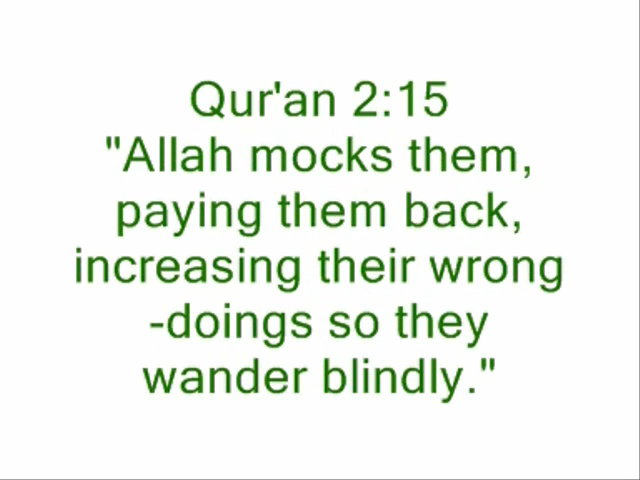 Qur'an 2:15
"Allah mocks them,
paying them back,
increasing their wrong
-doings so they
wander blindly."